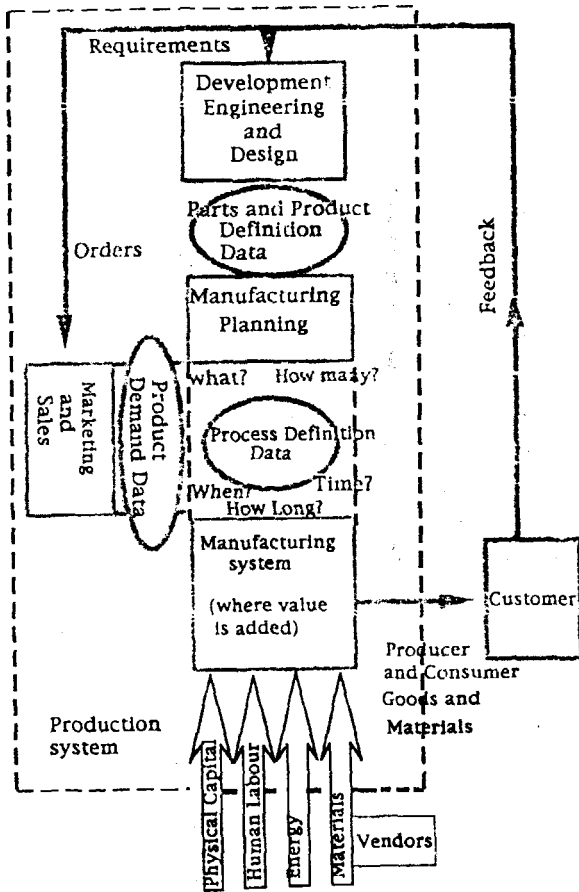 Requirements
Development
Engineering
and
Design
Parts and Product
Definition
Data
Orders
Feedback
Manufacturing
Planning
what? How many?
Marketing
and
Sales
Product
Demand Data
Process Definition
Data
When? Time?
How Long?
Manufacturing
system
(where value
is added)
Customer
Producer
and Consumer
Goods and
Materials
Production
system
Physical Capital
Human Labour
Energy
Materials
Vendors